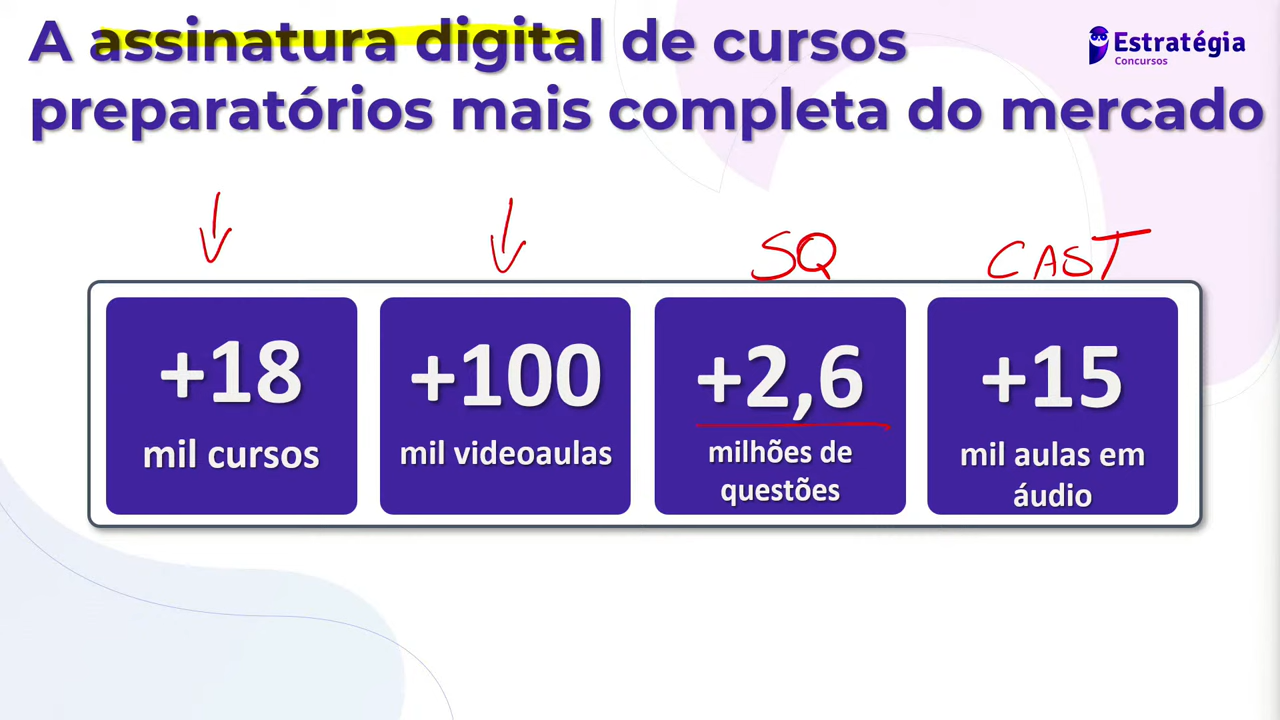 A assinatura digital de cursos
preparatórios mais completa do mercado
Estratégia
Concursos
SQ
CAST
+18
mil cursos
+100
mil videoaulas
+2,6
milhões de
questões
+15
mil aulas em
áudio